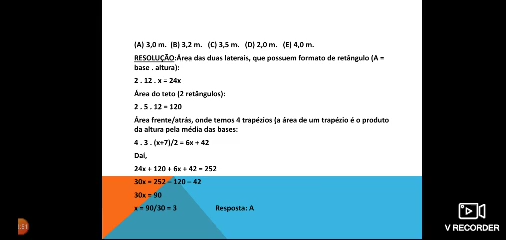 (A) 3,0 m. (B) 3,2 m. (C) 3,5 m. (D) 2,0 m. (E) 4,0 m.
RESOLUÇÃO:Área das duas laterais, que possuem formato de retângulo (A =
base . altura):
2 . 12 . x = 24x
Área do teto (2 retângulos):
2 . 5 . 12 = 120
Área frente/atrás, onde temos 4 trapézios (a área de um trapézio é o produto
da altura pela média das bases:
4 . 3 . (x+7)/2 = 6x + 42
Daí,
24x + 120 + 6x + 42 = 252
30x = 252 – 120 – 42
30x = 90
x = 90/30 = 3 Resposta: A
V RECORDER